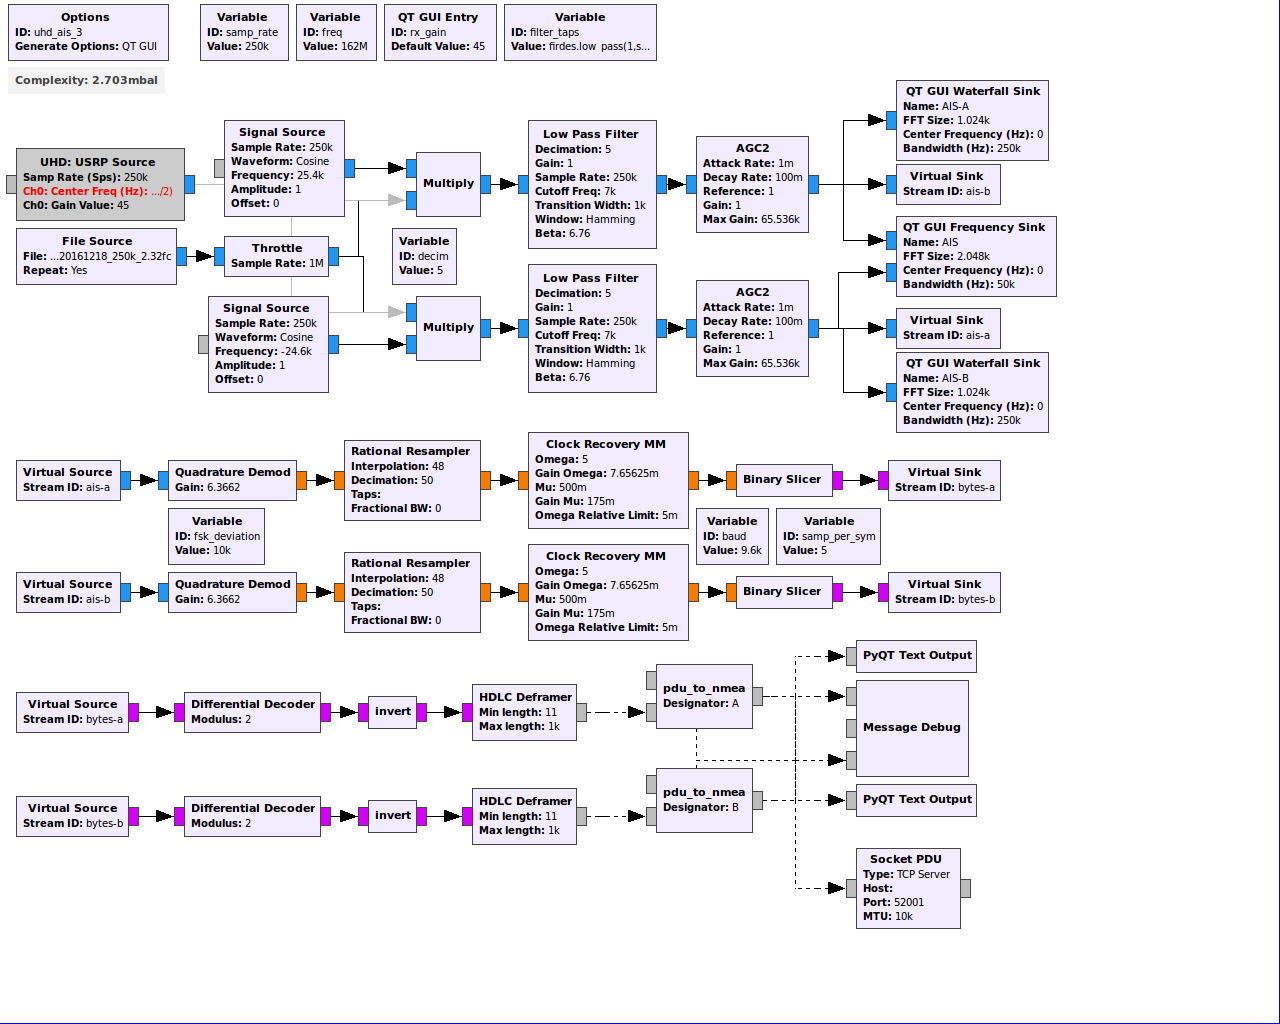 Options
ID: uhd_ais_3
Generate Options: QT GUI
Variable
ID: samp_rate
Value: 250k
Variable
ID: freq
Value: 162M
QT GUI Entry
ID: rx_gain
Default Value: 45
Variable
ID: filter_taps
Value: firdes.low_pass(1,s...
Complexity: 2.703mbal
UHD: USRP Source
Samp Rate (Sps): 250k
Ch0: Center Freq (Hz): .../2)
Ch0: Gain Value: 45
Signal Source
Sample Rate: 250k
Waveform: Cosine
Frequency: 25.4k
Amplitude: 1
Offset: 0
Multiply
Low Pass Filter
Decimation: 5
Gain: 1
Sample Rate: 250k
Cutoff Freq: 7k
Transition Width: 1k
Window: Hamming
Beta: 6.76
AGC2
Attack Rate: 1m
Decay Rate: 100m
Reference: 1
Gain: 1
Max Gain: 65.536k
QT GUI Waterfall Sink
Name: AIS-A
FFT Size: 1.024k
Center Frequency (Hz): 0
Bandwidth (Hz): 250k
Virtual Sink
Stream ID: ais-b
QT GUI Frequency Sink
Name: AIS
FFT Size: 2.048k
Center Frequency (Hz): 0
Bandwidth (Hz): 50k
File Source
File: ...20161218_250k_2.32fc
Repeat: Yes
Throttle
Sample Rate: 1M
Variable
ID: decim
Value: 5
Signal Source
Sample Rate: 250k
Waveform: Cosine
Frequency: -24.6k
Amplitude: 1
Offset: 0
Multiply
Low Pass Filter
Decimation: 5
Gain: 1
Sample Rate: 250k
Cutoff Freq: 7k
Transition Width: 1k
Window: Hamming
Beta: 6.76
AGC2
Attack Rate: 1m
Decay Rate: 100m
Reference: 1
Gain: 1
Max Gain: 65.536k
Virtual Sink
Stream ID: ais-a
QT GUI Waterfall Sink
Name: AIS-B
FFT Size: 1.024k
Center Frequency (Hz): 0
Bandwidth (Hz): 250k
Virtual Source
Stream ID: ais-a
Quadrature Demod
Gain: 6.3662
Rational Resampler
Interpolation: 48
Decimation: 50
Taps:
Fractional BW: 0
Clock Recovery MM
Omega: 5
Gain Omega: 7.65625m
Mu: 500m
Gain Mu: 175m
Omega Relative Limit: 5m
Binary Slicer
Virtual Sink
Stream ID: bytes-a
Variable
ID: fsk_deviation
Value: 10k
Variable
ID: baud
Value: 9.6k
Variable
ID: samp_per_sym
Value: 5
Virtual Source
Stream ID: ais-b
Quadrature Demod
Gain: 6.3662
Rational Resampler
Interpolation: 48
Decimation: 50
Taps:
Fractional BW: 0
Clock Recovery MM
Omega: 5
Gain Omega: 7.65625m
Mu: 500m
Gain Mu: 175m
Omega Relative Limit: 5m
Binary Slicer
Virtual Sink
Stream ID: bytes-b
Virtual Source
Stream ID: bytes-a
Differential Decoder
Modulus: 2
invert
HDLC Deframer
Min length: 11
Max length: 1k
pdu_to_nmea
Designator: A
PyQT Text Output
Message Debug
Virtual Source
Stream ID: bytes-b
Differential Decoder
Modulus: 2
invert
HDLC Deframer
Min length: 11
Max length: 1k
pdu_to_nmea
Designator: B
PyQT Text Output
Socket PDU
Type: TCP Server
Host:
Port: 52001
MTU: 10k